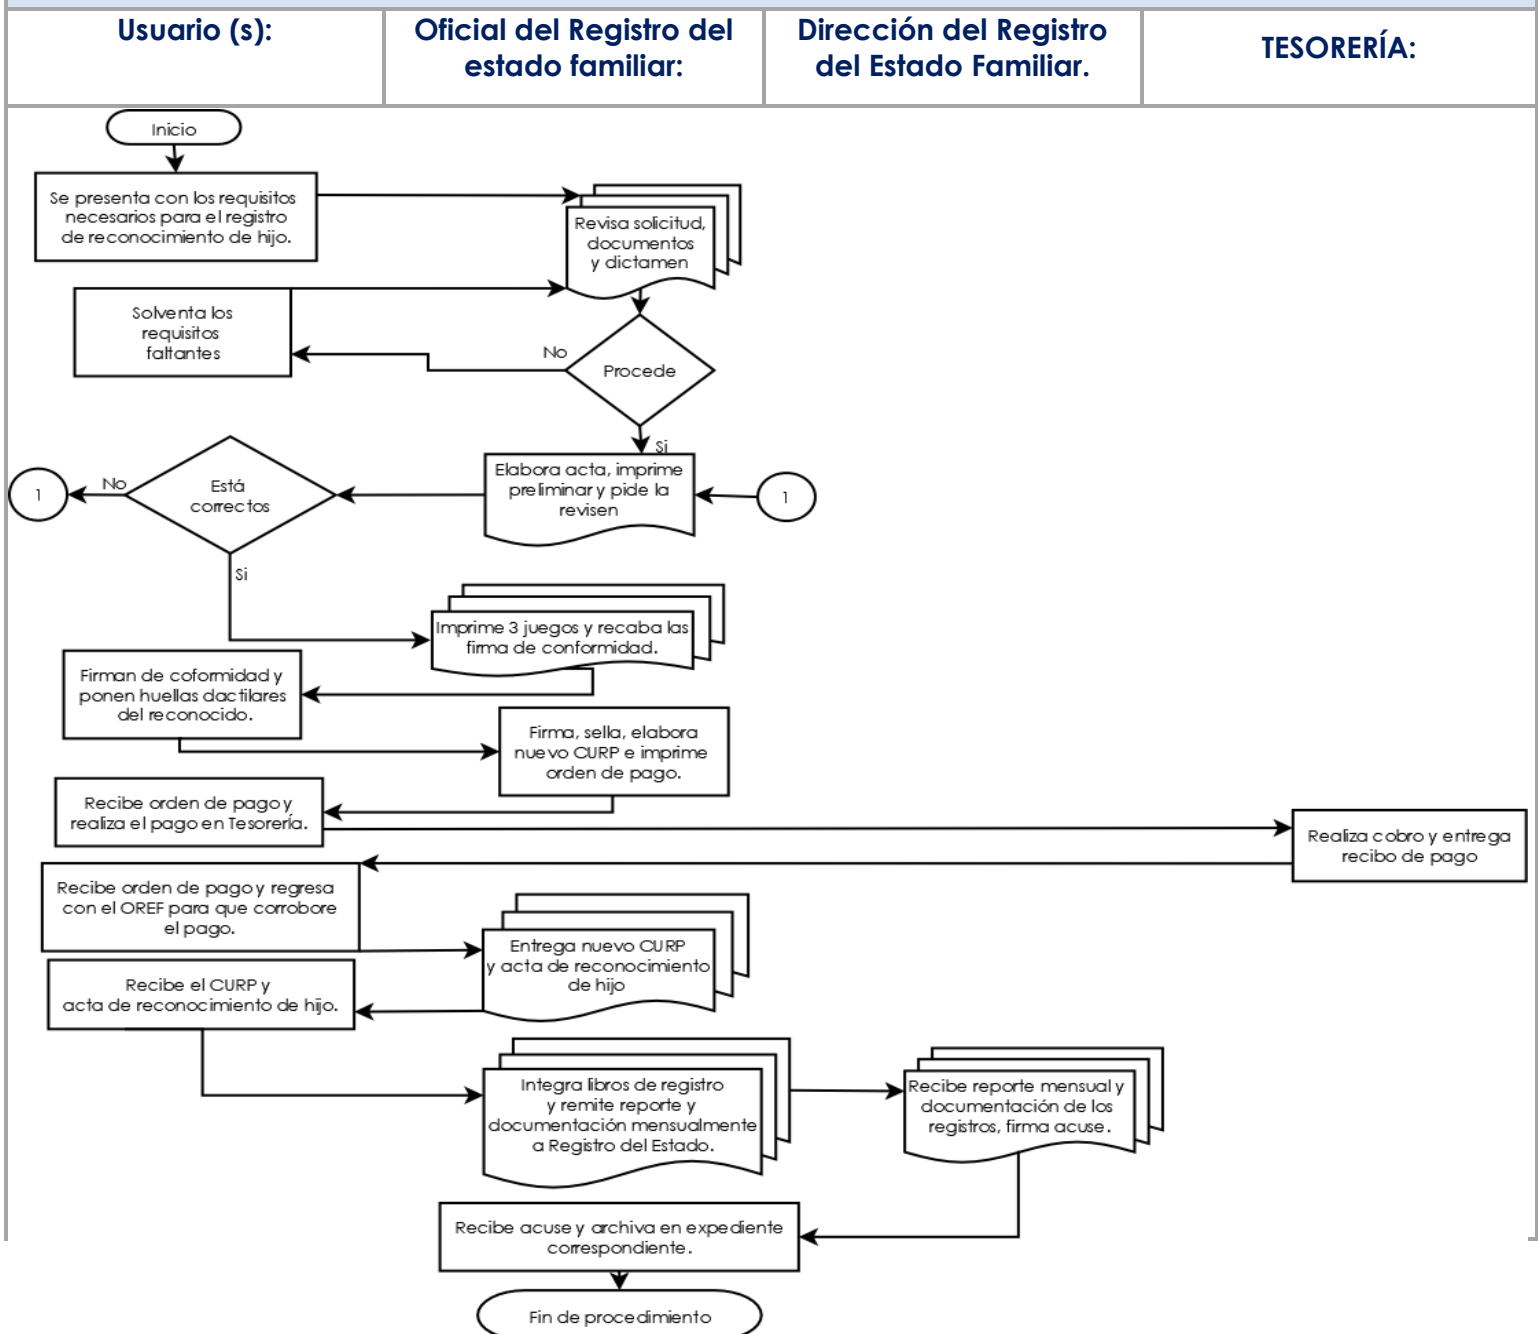 Usuario (s):
Oficial del Registro del
estado familiar:
Dirección del Registro
del Estado Familiar.
TESORERÍA:
Inicio
Se presenta con los requisitos
necesarios para el registro
de reconocimiento de hijo.
Revisa solicitud,
documentos
y dictamen
Solventa los
requisitos
faltantes
No
Procede
Si
Elabora acta, imprime
preliminar y pide la
revisen
1
Está
correctos
No
1
Si
Imprime 3 juegos y recaba las
firma de conformidad.
Firman de coformidad y
ponen huellas dactilares
del reconocido.
Firma, sella, elabora
nuevo CURP e imprime
orden de pago.
Recibe orden de pago y
realiza el pago en Tesorería.
Realiza cobro y entrega
recibo de pago
Recibe orden de pago y regresa
con el OREF para que corrobore
el pago.
Entrega nuevo CURP
y acta de reconocimiento
de hijo
Recibe el CURP y
acta de reconocimiento de hijo.
Integra libros de registro
y remite reporte y
documentación mensualmente
a Registro del Estado.
Recibe reporte mensual y
documentación de los
registros, firma acuse.
Recibe acuse y archiva en expediente
correspondiente.
Fin de procedimiento